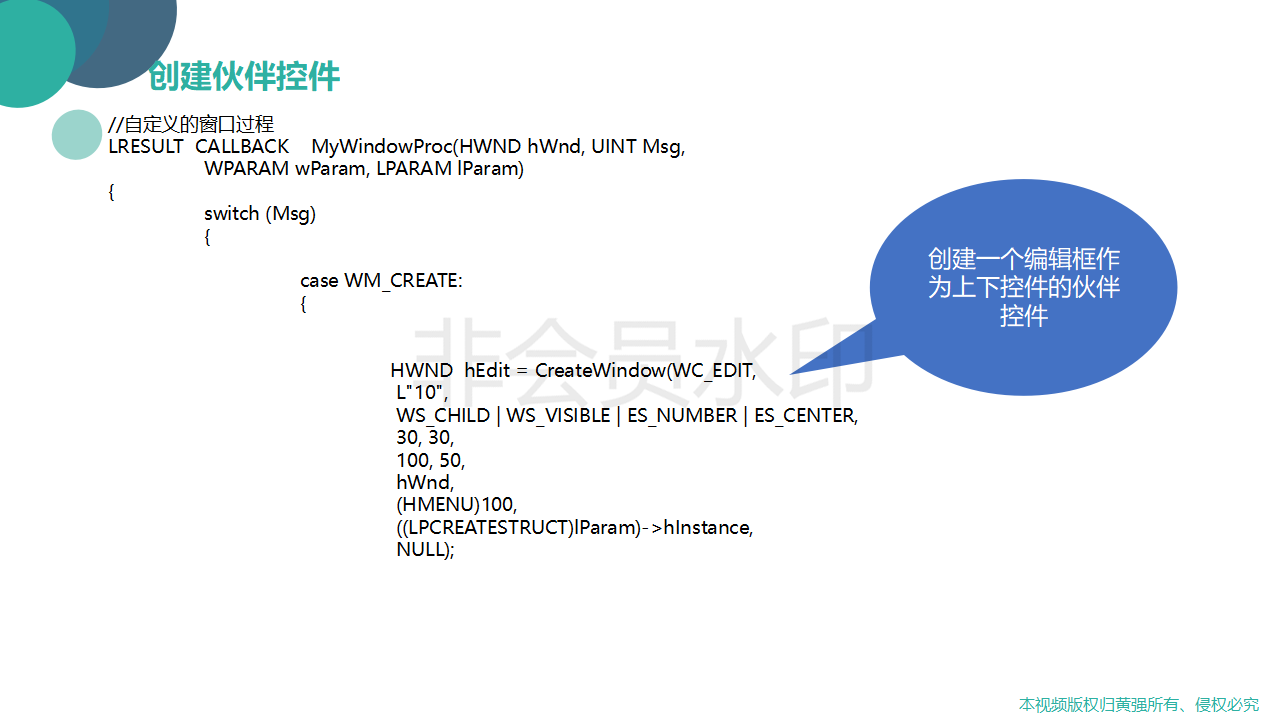 创建伙伴控件
//自定义的窗口过程
LRESULT  CALLBACK    MyWindowProc(HWND hWnd, UINT Msg,
WPARAM wParam, LPARAM lParam)
{
switch (Msg)
{
case WM_CREATE:
{
HWND  hEdit = CreateWindow(WC_EDIT,
L"10",
WS_CHILD | WS_VISIBLE | ES_NUMBER | ES_CENTER,
30, 30,
100, 50,
hWnd,
(HMENU)100,
((LPCREATESTRUCT)lParam)->hInstance,
NULL);
创建一个编辑框作
为上下控件的伙伴
控件
非会员水印
本视频版权归黄强所有、侵权必究